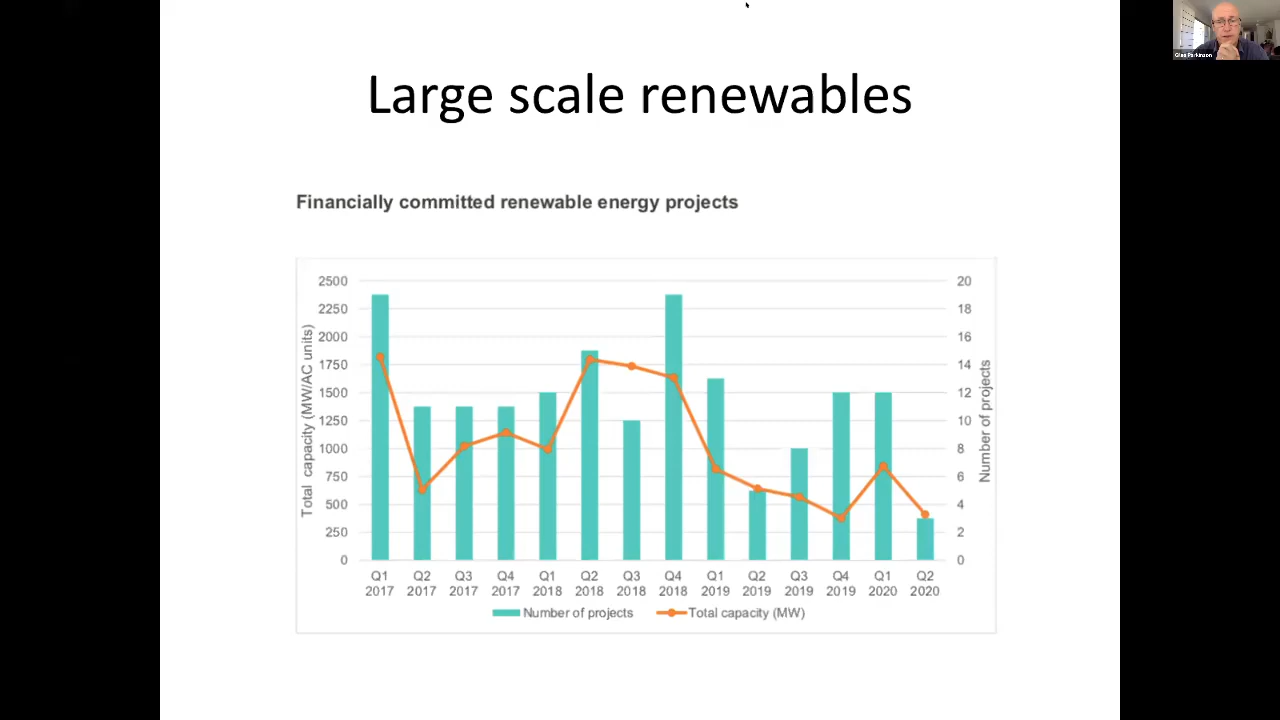 Glen Parkinson
Large scale renewables
Financially committed renewable energy projects
Total capacity (MW/AC units)
2500
2250
2000
1750
1500
1250
1000
750
500
250
0
20
18
16
14
12
10
8
6
4
2
0
Number of projects
Q1 Q2 Q3 Q4 Q1 Q2 Q3 Q4 Q1 Q2 Q3 Q4 Q1 Q2
2017 2017 2017 2017 2018 2018 2018 2018 2019 2019 2019 2019 2020 2020
Number of projects Total capacity (MW)